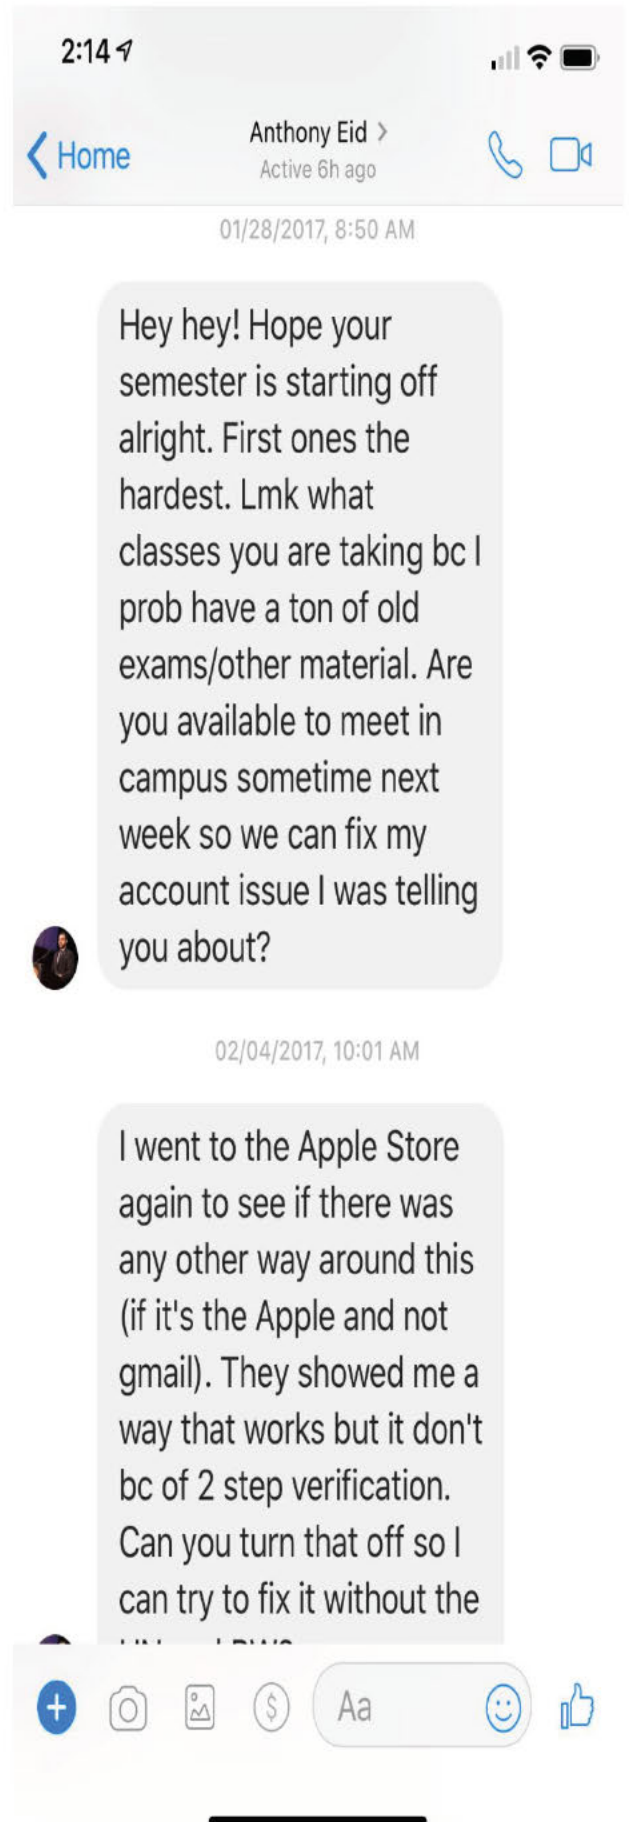 2:14
Home
Anthony Eid >
Active 6h ago
01/28/2017, 8:50 AM
Hey hey! Hope your
semester is starting off
alright. First ones the
hardest. Lmk what
classes you are taking bc I
prob have a ton of old
exams/other material. Are
you available to meet in
campus sometime next
week so we can fix my
account issue I was telling
you about?
02/04/2017, 10:01 AM
I went to the Apple Store
again to see if there was
any other way around this
(if it's the Apple and not
gmail). They showed me a
way that works but it don't
bc of 2 step verification.
Can you turn that off so I
can try to fix it without the
Aa